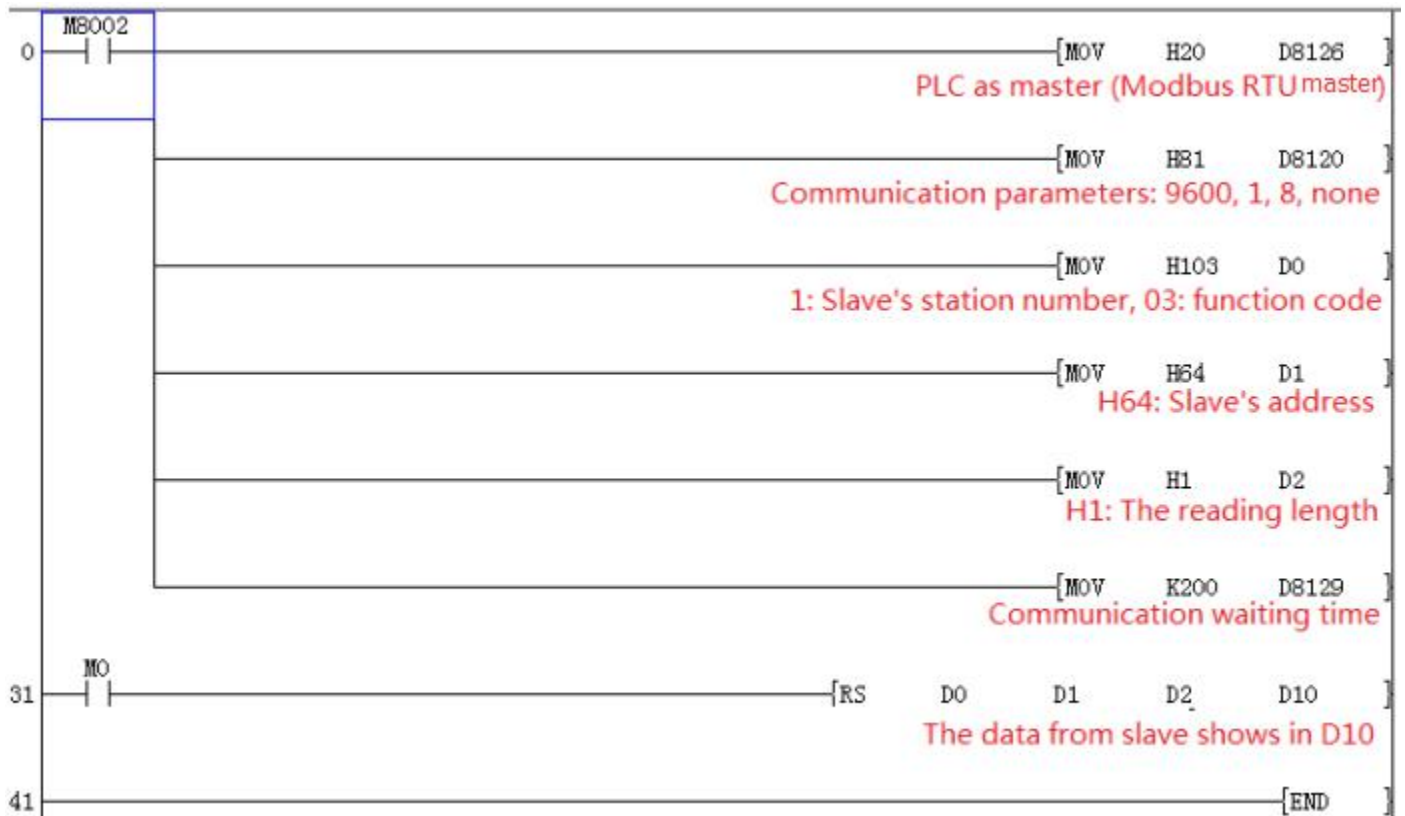 M8002
0 [MOV H20 D8126 ]
PLC as master (Modbus RTU master)
[MOV H81 D8120 ]
Communication parameters: 9600, 1, 8, none
[MOV H103 D0 ]
1: Slave's station number, 03: function code
[MOV H64 D1 ]
H64: Slave's address
[MOV H1 D2 ]
H1: The reading length
[MOV K200 D8129 ]
Communication waiting time
M0
31 [RS D0 D1 D2 D10 ]
The data from slave shows in D10
41 [END ]